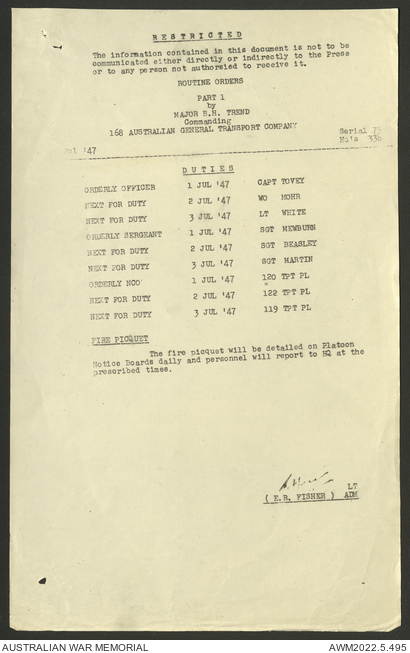 RESTRICTED
The information contained in this document is not to be
communicated either directly or indirectly to the Press
or to any person not authorsied to receive it.
ROUTINE ORDERS
PART 1
by
MAJOR B.H. TREND
Commanding
168 AUSTRALIAN GENERAL TRANSPORT COMPANY
Serial 73
No's 336
Jul '47
DUTIES
ORDERLY OFFICER 1 JUL '47 CAPT TOVEY
NEXT FOR DUTY 2 JUL '47 WO MOHR
NEXT FOR DUTY 3 JUL '47 LT WHITE
ORDERLY SERGEANT 1 JUL '47 SGT MEWBURN
NEXT FOR DUTY 2 JUL '47 SGT BEASLEY
NEXT FOR DUTY 3 JUL '47 SGT MARTIN
ORDERLY NCO 1 JUL '47 120 TPT PL
NEXT FOR DUTY 2 JUL '47 122 TPT PL
NEXT FOR DUTY 3 JUL '47 119 TPT PL
FIRE PICQUET
The fire picquet will be detailed on Platoon
Notice Boards daily and personnel will report to HQ at the
prescribed times.
LT
( E.R. FISHER ) ADM
AUSTRALIAN WAR MEMORIAL AWM2022.5.495